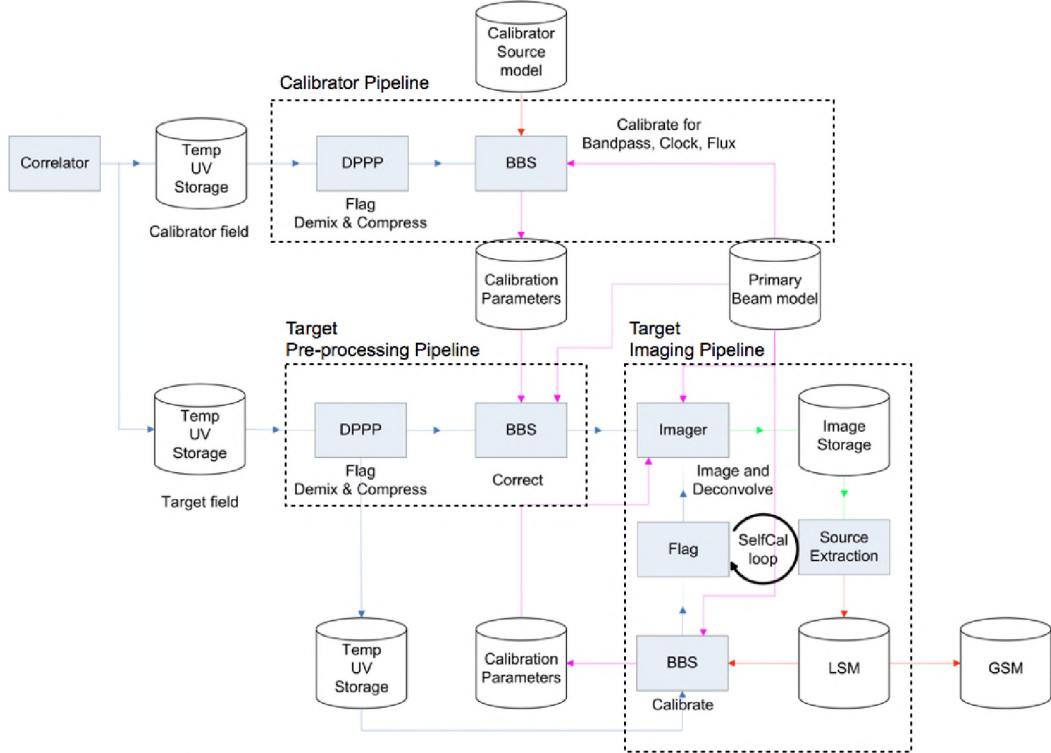 Calibrator
Source
model
Calibrator Pipeline
Calibrate for
Bandpass, Clock, Flux
Correlator
Temp
UV
Storage
DPPP
BBS
Flag
Demix & Compress
Calibrator field
Calibration
Parameters
Primary
Beam model
Target
Pre-processing Pipeline
Target
Imaging Pipeline
Temp
UV
Storage
DPPP
BBS
Imager
Image
Storage
Flag
Demix & Compress
Correct
Image and
Deconvolve
Target field
Flag
SelfCal
loop
Source
Extraction
Temp
UV
Storage
Calibration
Parameters
BBS
LSM
GSM
Calibrate